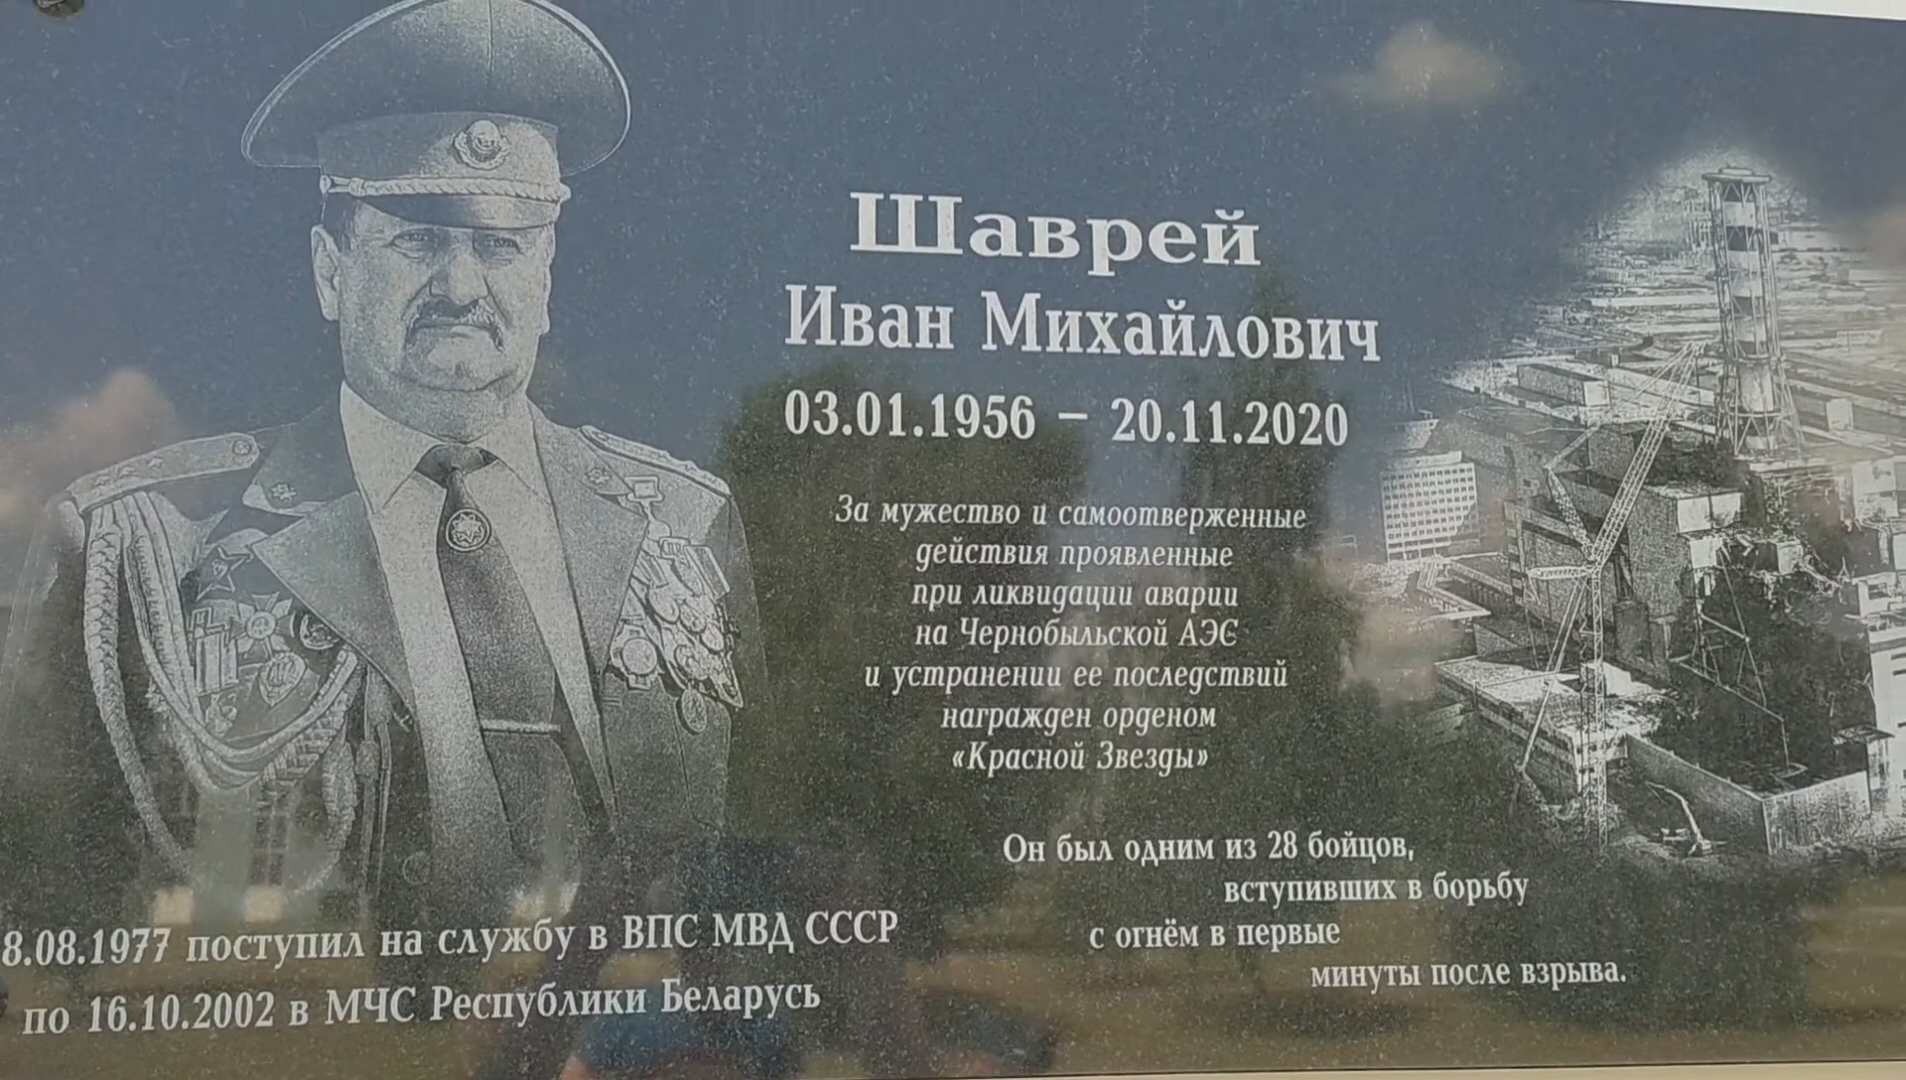 Шаврей
Иван Михайлович
03.01.1956 – 20.11.2020
За мужество и самоотверженные
действия проявленные
при ликвидации аварии
на Чернобыльской АЭС
и устранении ее последствий
награжден орденом
«Красной Звезды»
Он был одним из 28 бойцов,
вступивших в борьбу
с огнём в первые
минуты после взрыва.
8.08.1977 поступил на службу в ВПС МВД СССР
по 16.10.2002 в МЧС Республики Беларусь